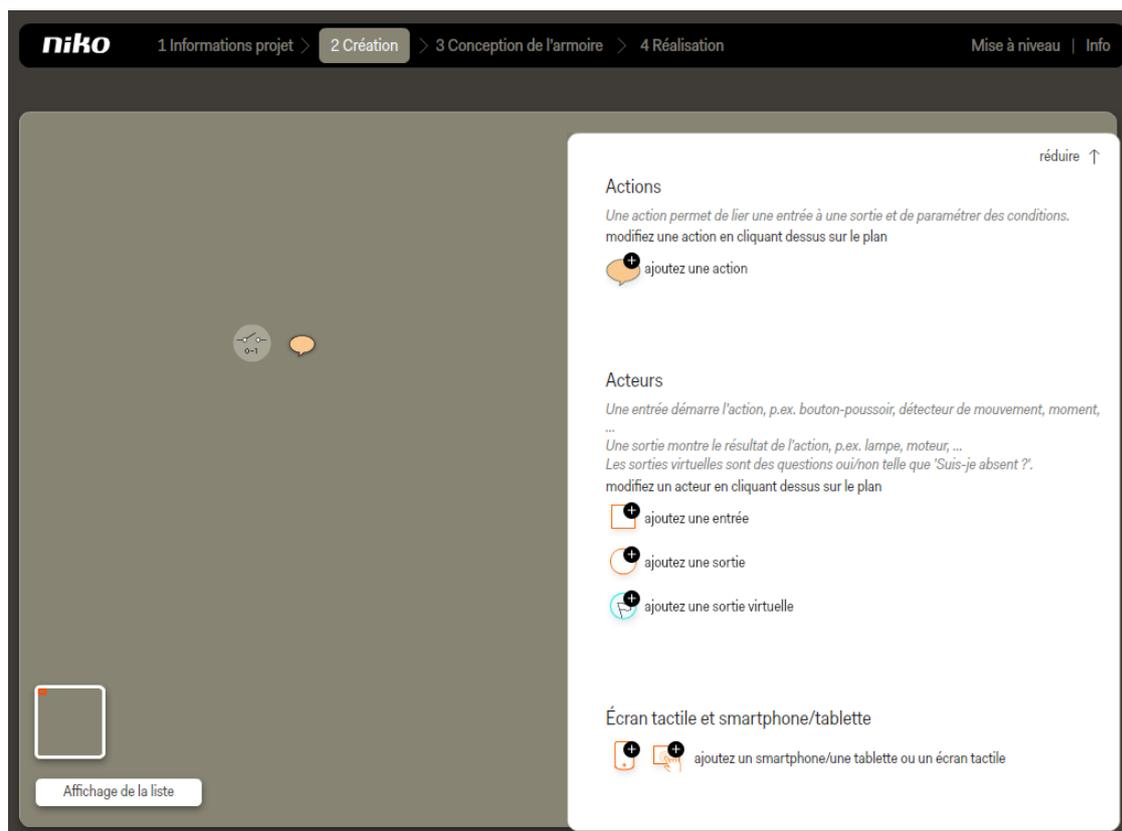 niko 1 Informations projet 2 Création 3 Conception de l'armoire 4 Réalisation Mise à niveau | Info
réduire ↑
Actions
Une action permet de lier une entrée à une sortie et de paramétrer des conditions.
modifiez une action en cliquant dessus sur le plan
ajoutez une action
0-1
Acteurs
Une entrée démarre l'action, p.ex. bouton-poussoir, détecteur de mouvement, moment,
...
Une sortie montre le résultat de l'action, p.ex. lampe, moteur, ...
Les sorties virtuelles sont des questions oui/non telle que 'Suis-je absent ?'.
modifiez un acteur en cliquant dessus sur le plan
ajoutez une entrée
ajoutez une sortie
ajoutez une sortie virtuelle
Écran tactile et smartphone/tablette
ajoutez un smartphone/une tablette ou un écran tactile
Affichage de la liste